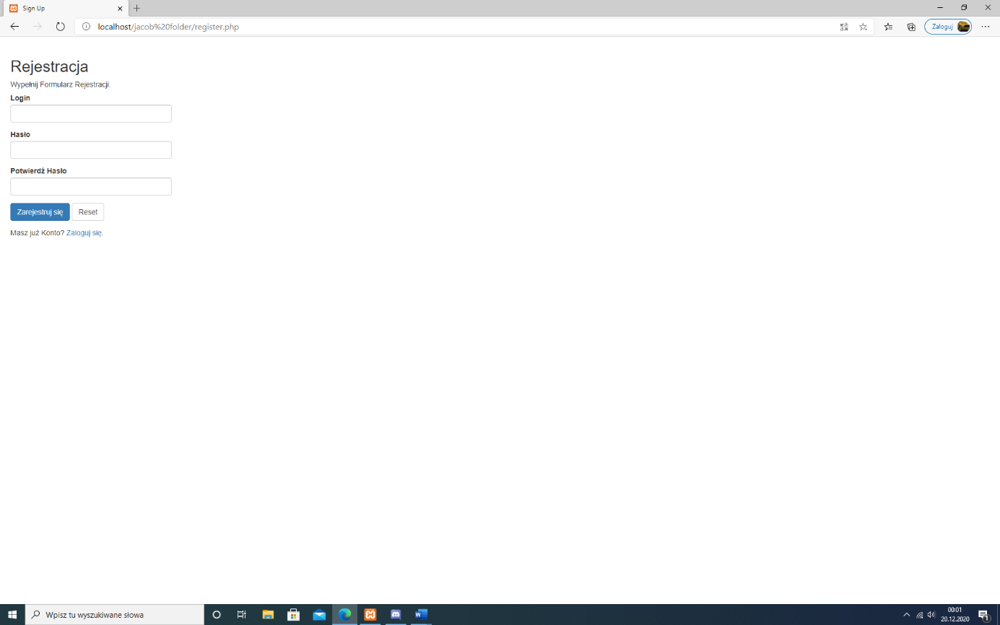 Sign Up
localhost/jacob%20folder/register.php
Zaloguj
Rejestracja
Wypełnij Formularz Rejestracji.
Login
Hasło
Potwierdź Hasło
Zarejestruj się Reset
Masz już Konto? Zaloguj się.
Wpisz tu wyszukiwane słowa
00:01
20.12.2020
1